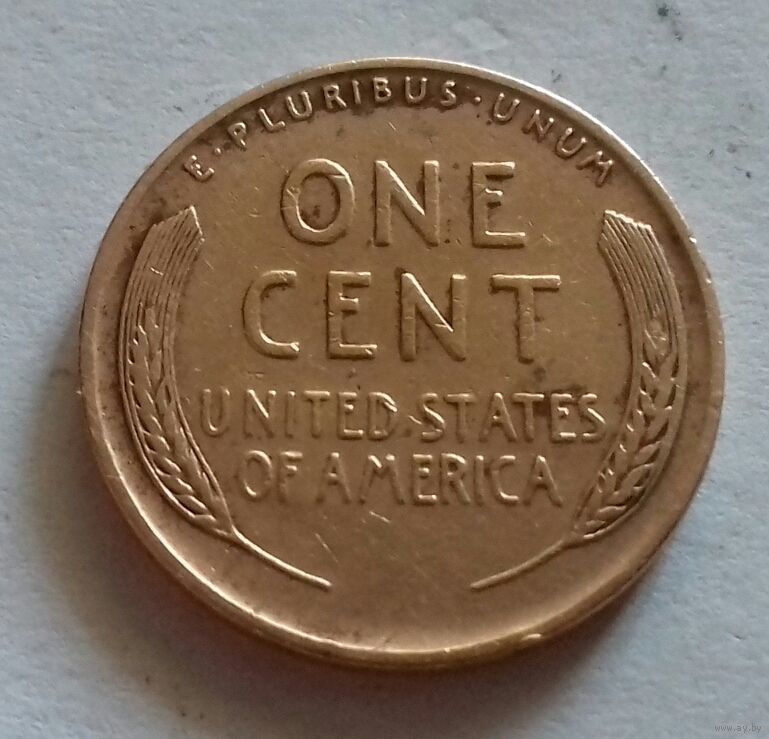 E · PLURIBUS · UNUM
ONE
CENT
UNITED STATES
OF AMERICA
www.ay.by